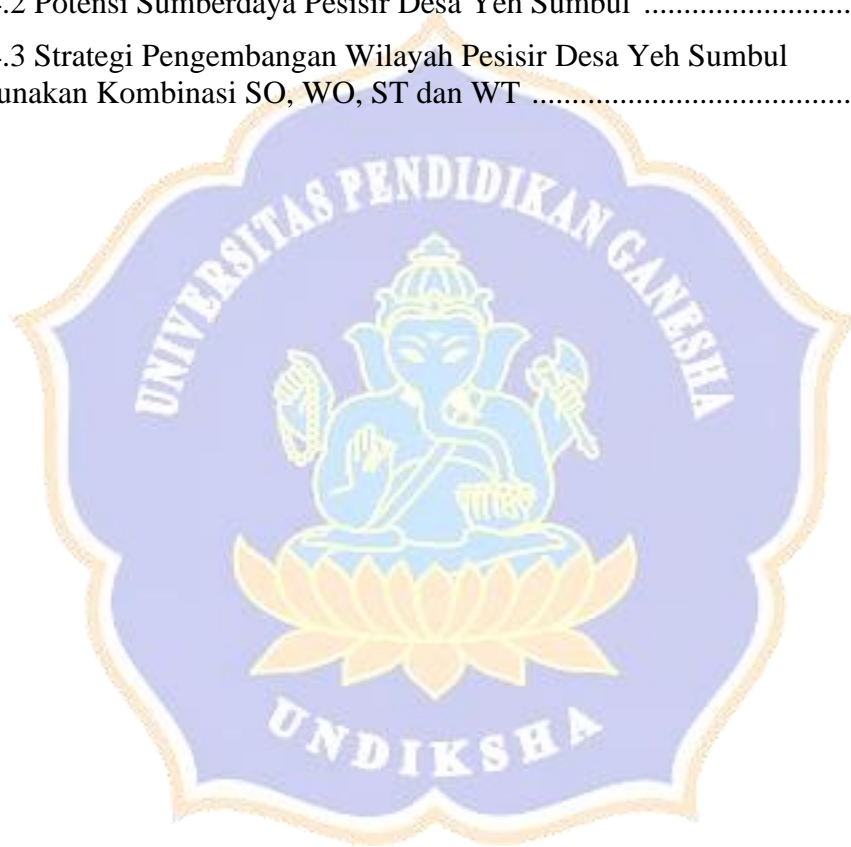 4.2 Potensi Sumberdaya Pesisir Desa Yeh Sumbul ..........................
4.3 Strategi Pengembangan Wilayah Pesisir Desa Yeh Sumbul
unakan Kombinasi SO, WO, ST dan WT .....................................
UNIVERSITAS PENDIDIKAN GANESHA
UNDIKSHA